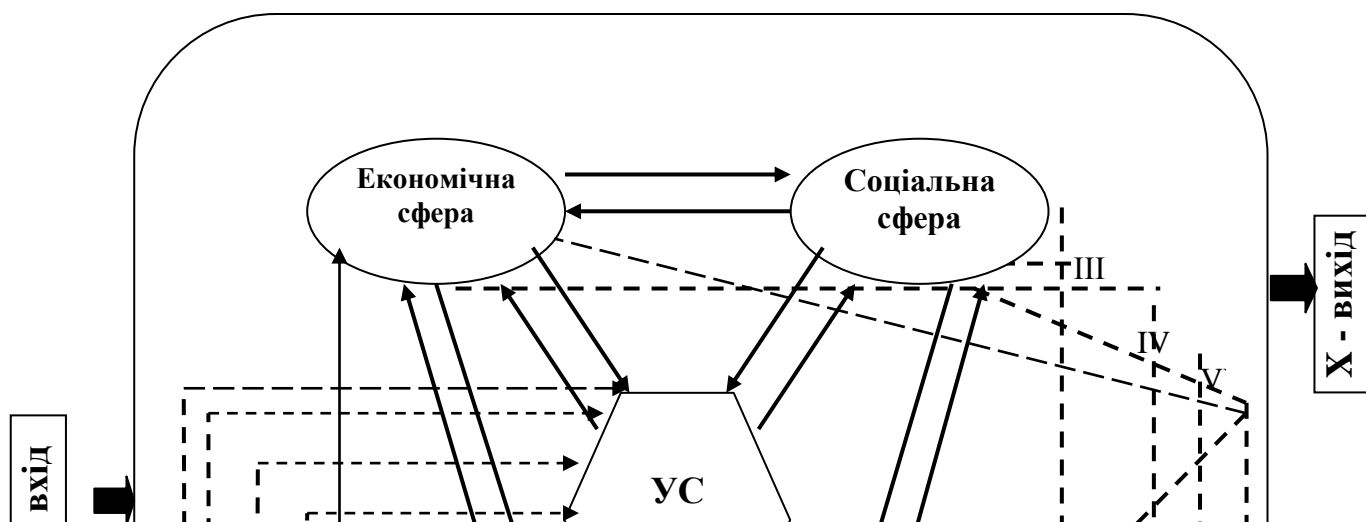 Економічна
сфера
Соціальна
сфера
III
IV
V
УС
вхід
X - вихід